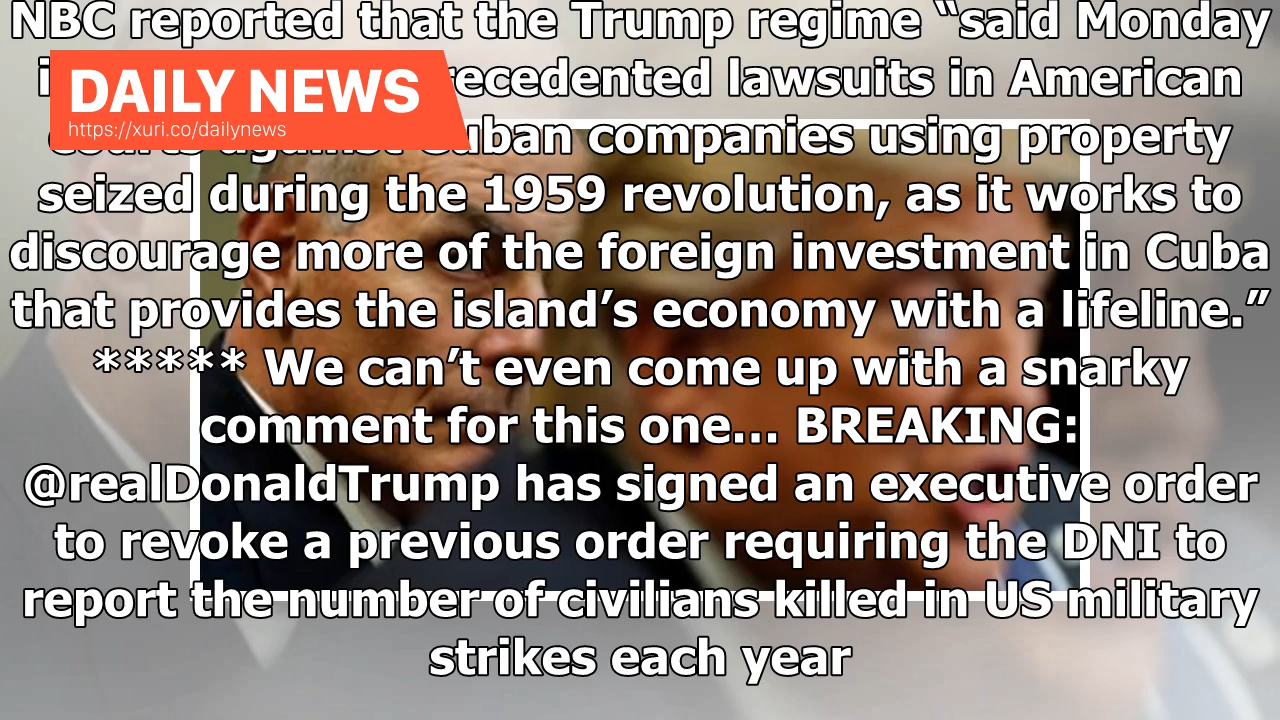 NBC reported that the Trump regime “said Monday
DAILY NEWS
https://xuri.co/dailynews
lawsuits in American
companies using property
seized during the 1959 revolution, as it works to
discourage more of the foreign investment in Cuba
that provides the island’s economy with a lifeline.”
***** We can’t even come up with a snarky
comment for this one... BREAKING:
@realDonaldTrump has signed an executive order
to revoke a previous order requiring the DNI to
report the number of civilians killed in US military
strikes each year